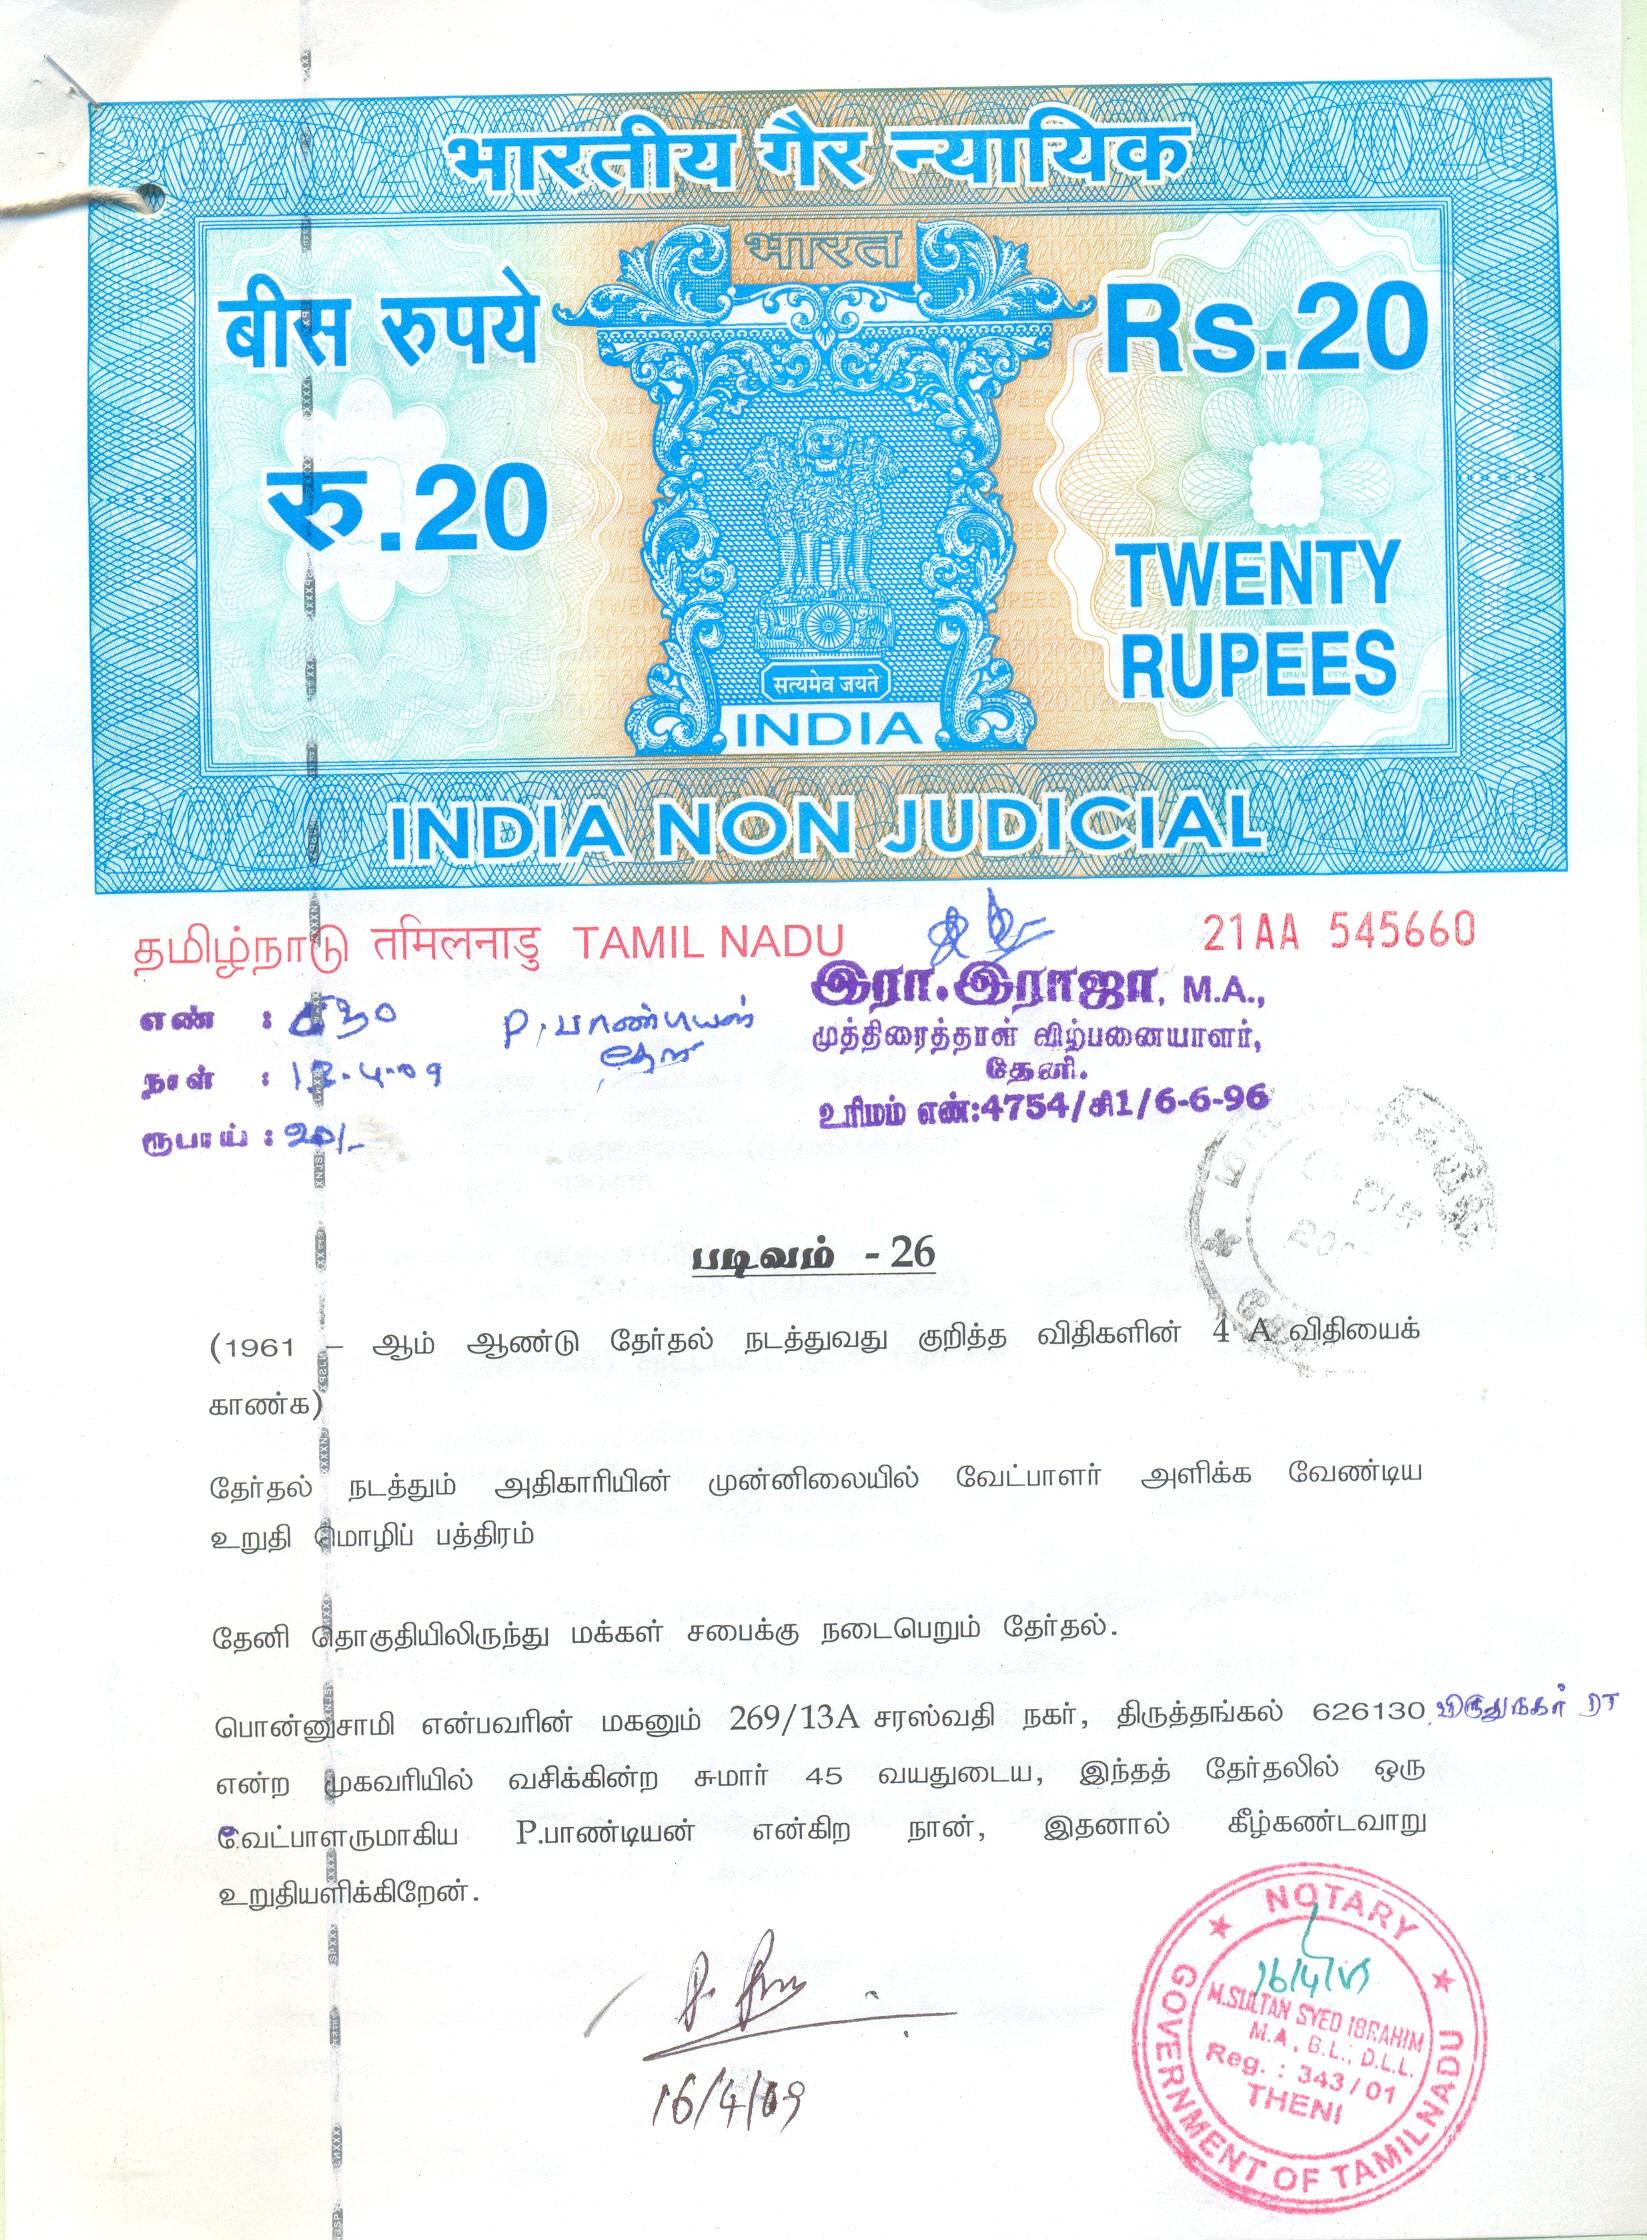 भारतीय गैर न्यायिक
भारत
बीस रुपये
Rs.20
रु.20
TWENTY
RUPEES
सत्यमेव जयते
INDIA
INDIA NON JUDICIAL
தமிழ்நாடு तमिलनाडु TAMIL NADU
21AA 545660
இரா.இராஜா, M.A.,
முத்திரைத்தாள் விற்பனையாளர்,
தேனி.
உரிமம் எண்:4754/சி1/6-6-96
எண் :
P. பாண்டியன்
தேனி
நாள் : 12-4-09
ரூபாய் : 20/-
படிவம் - 26
(1961 – ஆம் ஆண்டு தேர்தல் நடத்துவது குறித்த விதிகளின் 4 A விதியைக்
காண்க)
தேர்தல் நடத்தும் அதிகாரியின் முன்னிலையில் வேட்பாளர் அளிக்க வேண்டிய
உறுதி மொழிப் பத்திரம்
தேனி தொகுதியிலிருந்து மக்கள் சபைக்கு நடைபெறும் தேர்தல்.
பொன்னுசாமி என்பவரின் மகனும் 269/13A சரஸ்வதி நகர், திருத்தங்கல் 626130 விருதுநகர் DT
என்ற முகவரியில் வசிக்கின்ற சுமார் 45 வயதுடைய, இந்தத் தேர்தலில் ஒரு
வேட்பாளருமாகிய P.பாண்டியன் என்கிற நான், இதனால் கீழ்கண்டவாறு
உறுதியளிக்கிறேன்.
16/4/09
NOTARY
16/4/09
M.SULTAN SYED IBRAHIM
M.A., B.L., D.L.L.
Reg. : 343/01
THENI
GOVERNMENT OF TAMILNADU